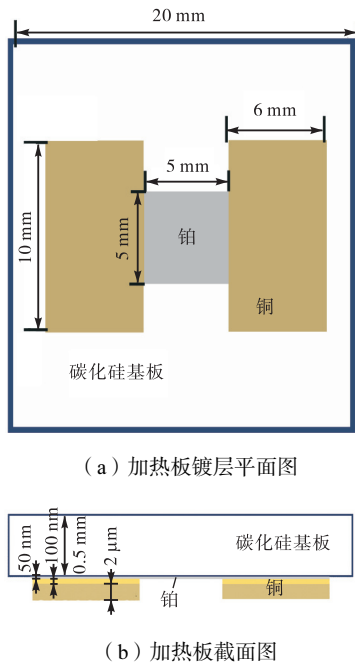 20 mm
6 mm
5 mm
10 mm
5 mm
铂
铜
碳化硅基板
（a）加热板镀层平面图
50 nm
100 nm
0.5 mm
2 μm
碳化硅基板
铜
铂
（b）加热板截面图